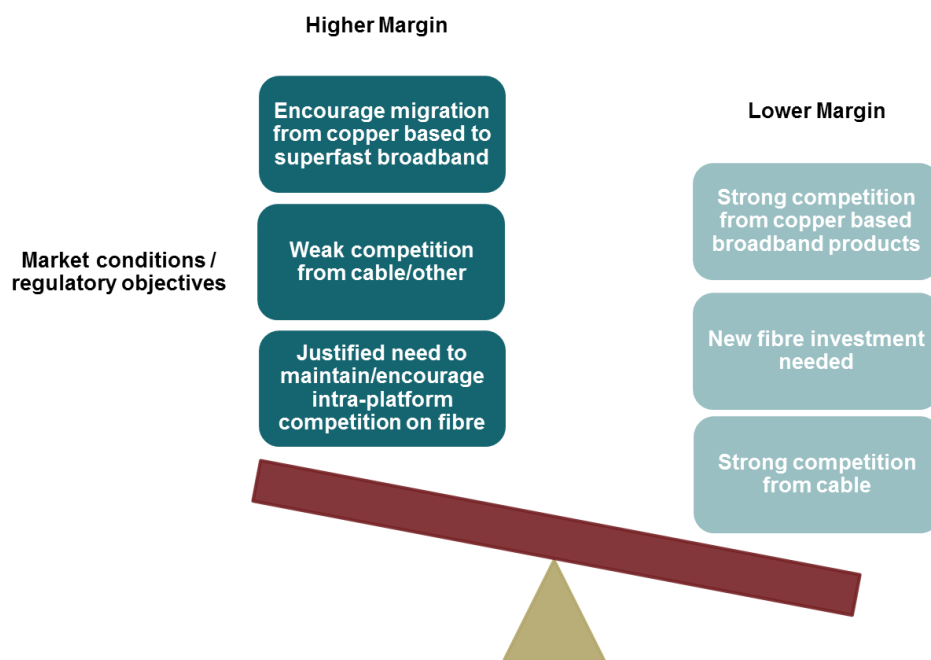 Higher Margin
Encourage migration
from copper based to
superfast broadband
Lower Margin
Strong competition
from copper based
broadband products
Market conditions /
regulatory objectives
Weak competition
from cable/other
New fibre investment
needed
Justified need to
maintain/encourage
intra-platform
competition on fibre
Strong competition
from cable